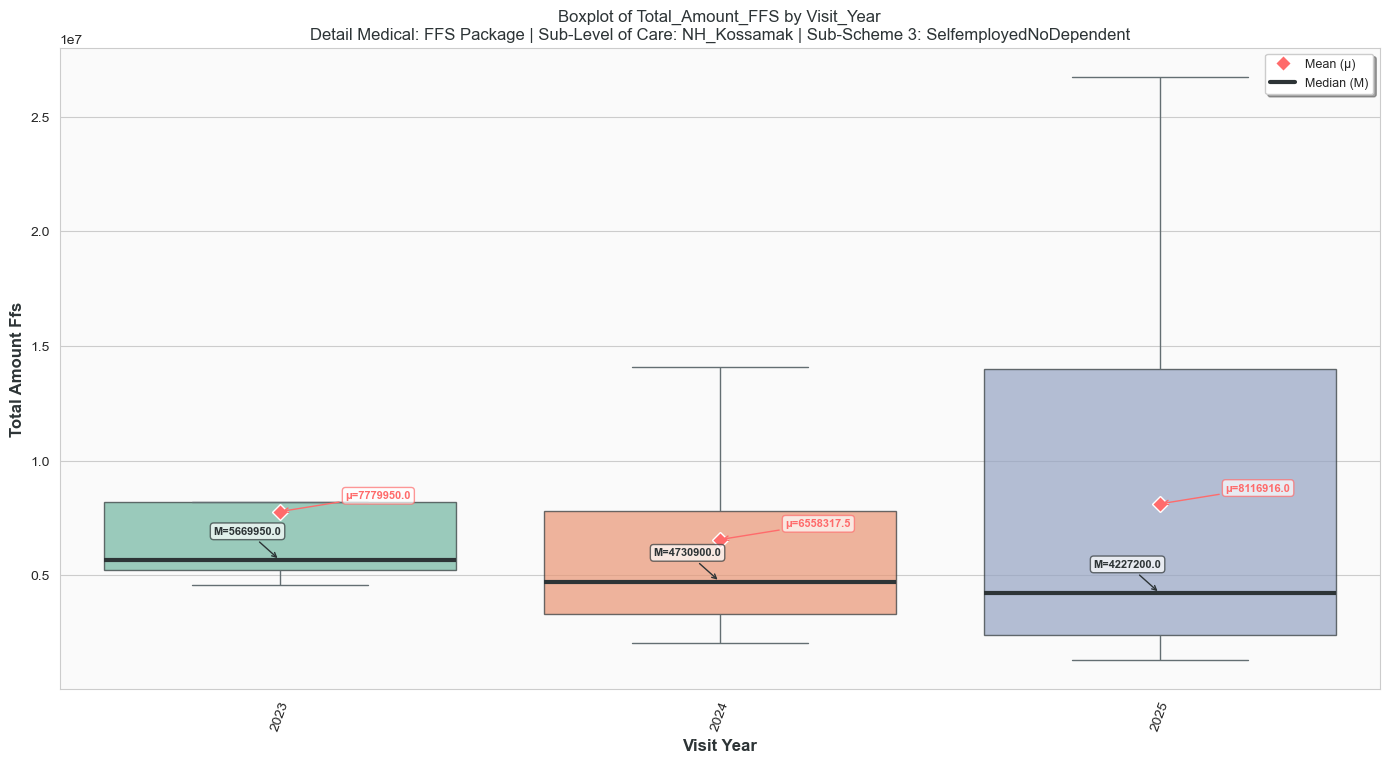 Boxplot of Total_Amount_FFS by Visit_Year
Detail Medical: FFS Package | Sub-Level of Care: NH_Kossamak | Sub-Scheme 3: SelfemployedNoDependent
1e7
Mean (μ)
Median (M)
2.5
2.0
1.5
1.0
0.5
Total Amount Ffs
μ=7779950.0
M=5669950.0
μ=6558317.5
M=4730900.0
μ=8116916.0
M=4227200.0
2023
2024
2025
Visit Year